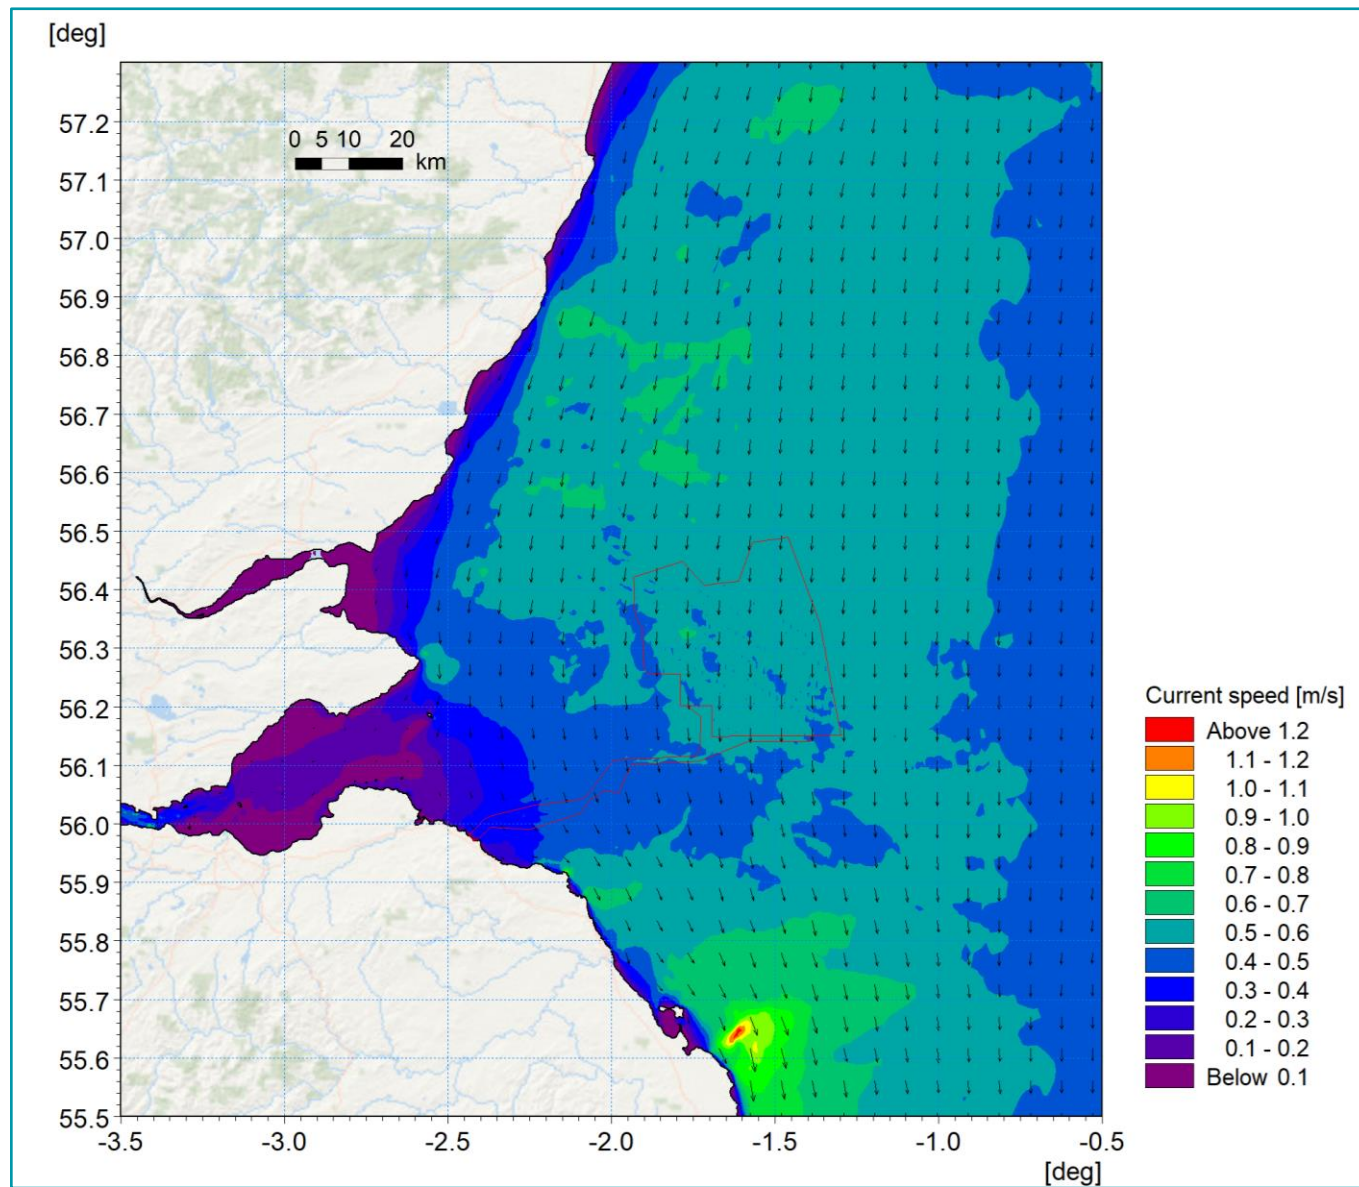 [deg]
0 5 10 20
km
57.2
57.1
57.0
56.9
56.8
56.7
56.6
56.5
56.4
56.3
56.2
56.1
56.0
55.9
55.8
55.7
55.6
55.5
-3.5 -3.0 -2.5 -2.0 -1.5 -1.0 -0.5
[deg]
Current speed [m/s]
Above 1.2
1.1 - 1.2
1.0 - 1.1
0.9 - 1.0
0.8 - 0.9
0.7 - 0.8
0.6 - 0.7
0.5 - 0.6
0.4 - 0.5
0.3 - 0.4
0.2 - 0.3
0.1 - 0.2
Below 0.1